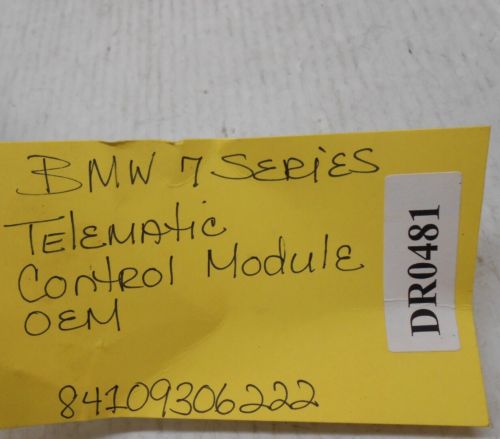 BMW 7 SERiES
TElEMAtic
Control Module
OEM
84109306222
DR0481